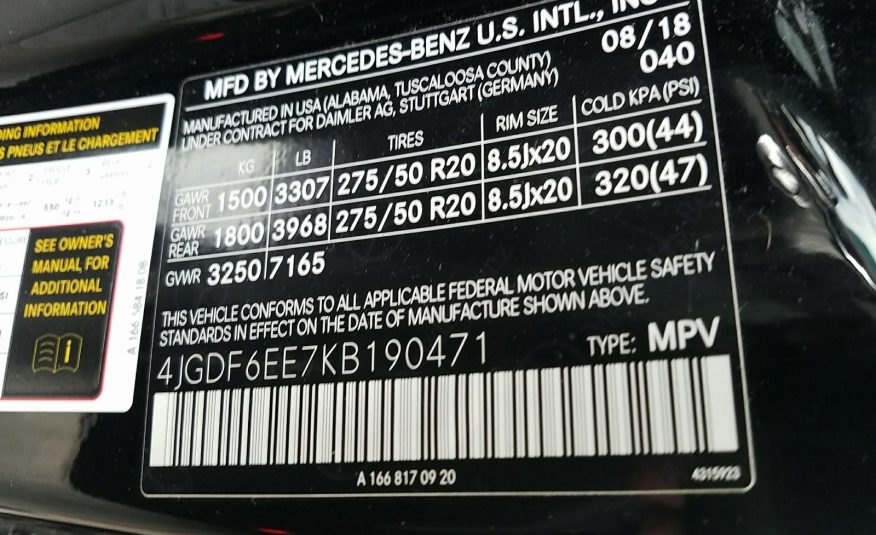 MFD BY MERCEDES-BENZ U.S. INTL., INC
08/18
040
MANUFACTURED IN USA (ALABAMA, TUSCALOOSA COUNTY)
UNDER CONTRACT FOR DAIMLER AG, STUTTGART (GERMANY)
KG LB TIRES RIM SIZE COLD KPA (PSI)
GAWR FRONT 1500 3307 275/50 R20 8.5Jx20 300(44)
GAWR REAR 1800 3968 275/50 R20 8.5Jx20 320(47)
GVWR 3250 7165
THIS VEHICLE CONFORMS TO ALL APPLICABLE FEDERAL MOTOR VEHICLE SAFETY
STANDARDS IN EFFECT ON THE DATE OF MANUFACTURE SHOWN ABOVE.
4JGDF6EE7KB190471 TYPE: MPV
A 166 817 09 20 4315923
DING INFORMATION
S PNEUS ET LE CHARGEMENT
SEE OWNER'S
MANUAL FOR
ADDITIONAL
INFORMATION
A 166 584 18 08